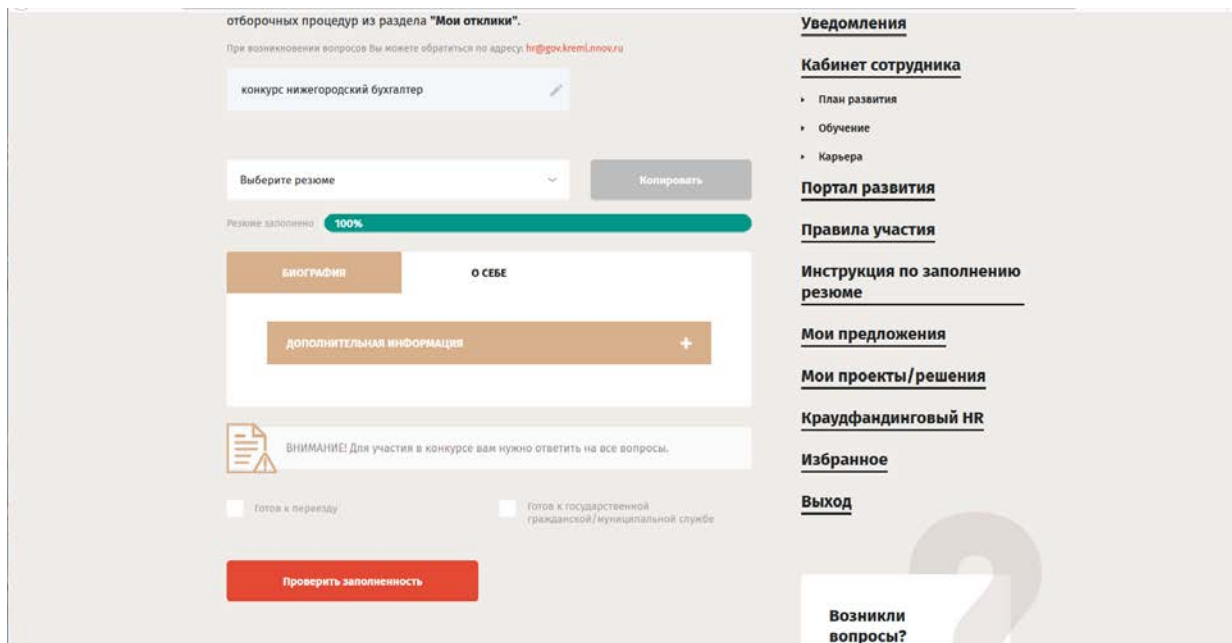 отборочных процедур из раздела "Мои отклики".
При возникновении вопросов Вы можете обратиться по адресу: hr@gov.kreml.nnov.ru
конкурс нижегородский бухгалтер
Выберите резюме
Копировать
Резюме заполнено 100%
БИОГРАФИЯ
О СЕБЕ
ДОПОЛНИТЕЛЬНАЯ ИНФОРМАЦИЯ
ВНИМАНИЕ! Для участия в конкурсе вам нужно ответить на все вопросы.
Готов к переезду
Готов к государственной
гражданской/муниципальной службе
Проверить заполненность
Уведомления
Кабинет сотрудника
План развития
Обучение
Карьера
Портал развития
Правила участия
Инструкция по заполнению
резюме
Мои предложения
Мои проекты/решения
Краудфандинговый HR
Избранное
Выход
Возникли
вопросы?